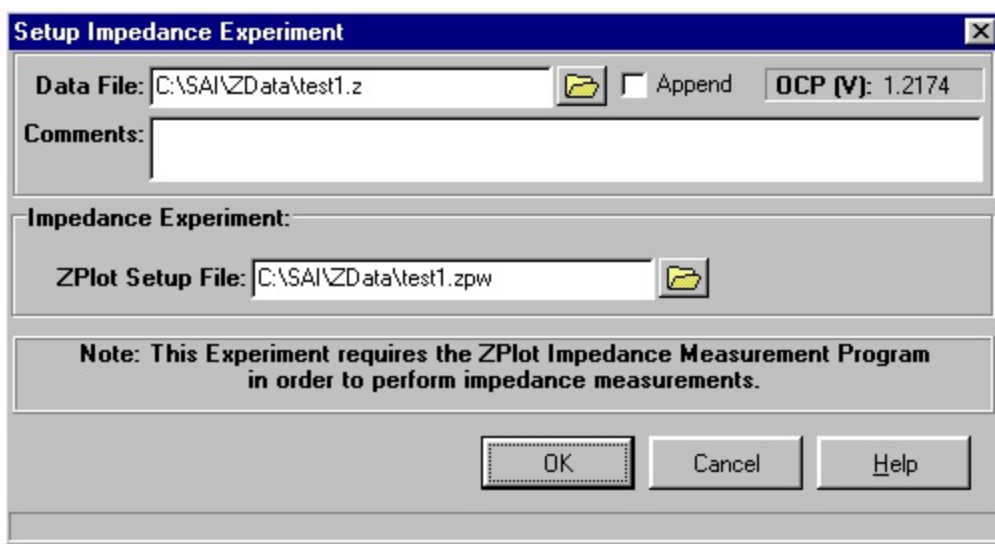 Setup Impedance Experiment
Data File: C:\SAI\ZData\test1.z Append OCP (V): 1.2174
Comments:
Impedance Experiment:
ZPlot Setup File: C:\SAI\ZData\test1.zpw
Note: This Experiment requires the ZPlot Impedance Measurement Program
in order to perform impedance measurements.
OK Cancel Help